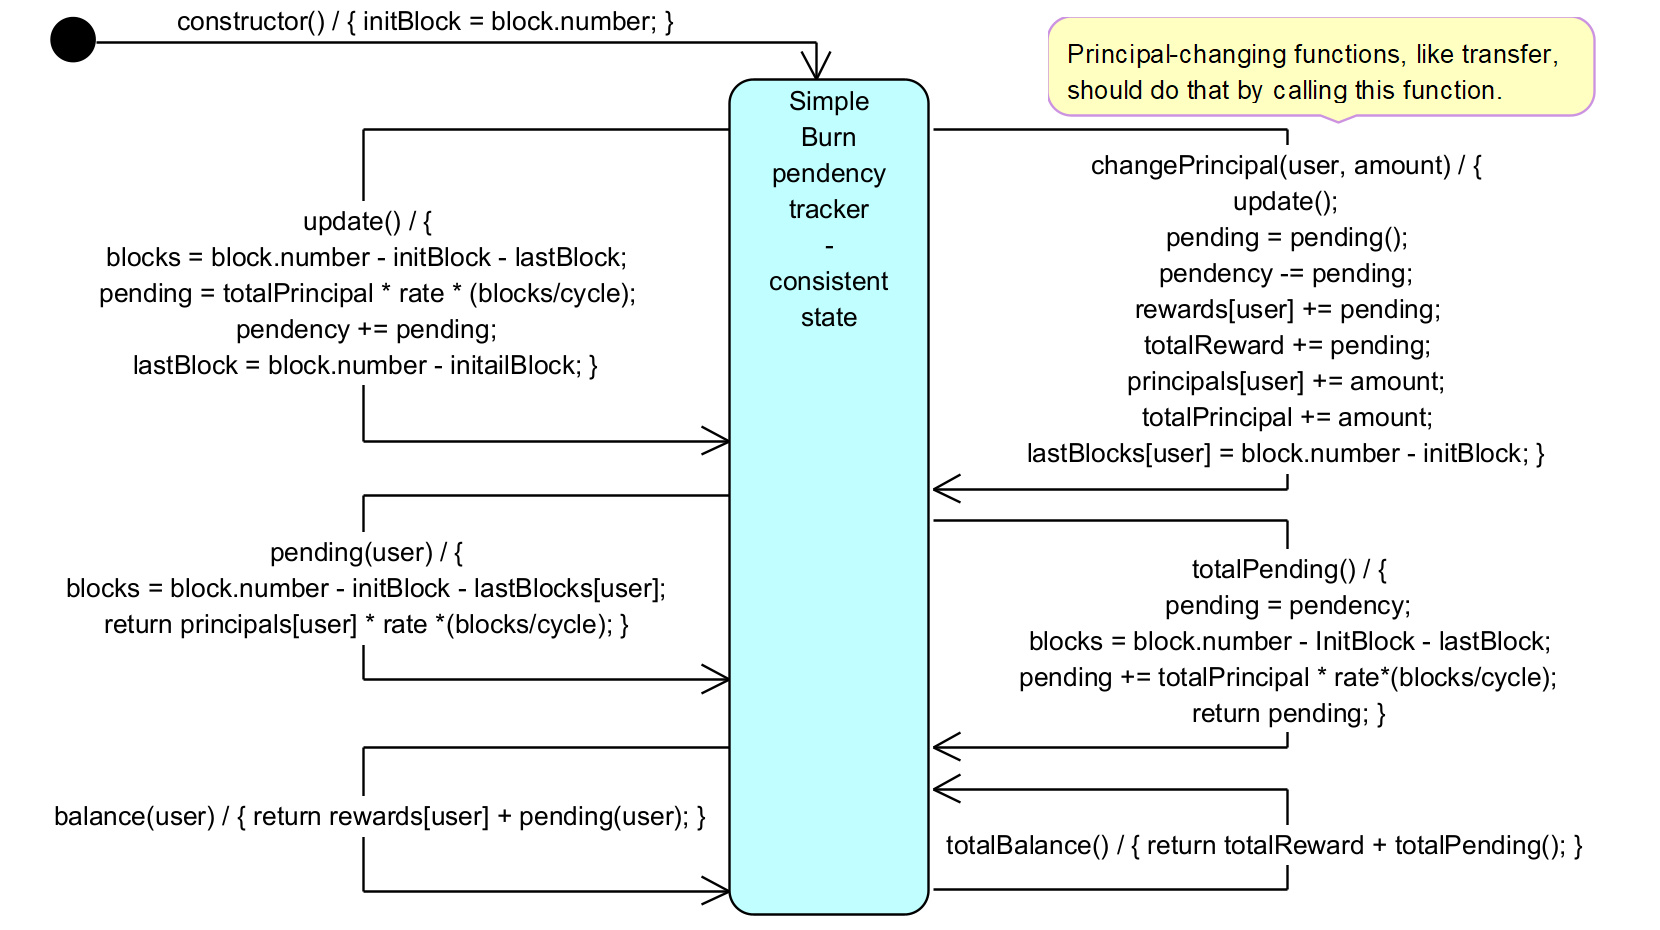 constructor() / { initBlock = block.number; }
Principal-changing functions, like transfer,
should do that by calling this function.
Simple
Burn
pendency
tracker
-
consistent
state
update() / {
blocks = block.number - initBlock - lastBlock;
pending = totalPrincipal * rate * (blocks/cycle);
pendency += pending;
lastBlock = block.number - initailBlock; }
changePrincipal(user, amount) / {
update();
pending = pending();
pendency -= pending;
rewards[user] += pending;
totalReward += pending;
principals[user] += amount;
totalPrincipal += amount;
lastBlocks[user] = block.number - initBlock; }
pending(user) / {
blocks = block.number - initBlock - lastBlocks[user];
return principals[user] * rate *(blocks/cycle); }
totalPending() / {
pending = pendency;
blocks = block.number - InitBlock - lastBlock;
pending += totalPrincipal * rate*(blocks/cycle);
return pending; }
balance(user) / { return rewards[user] + pending(user); }
totalBalance() / { return totalReward + totalPending(); }